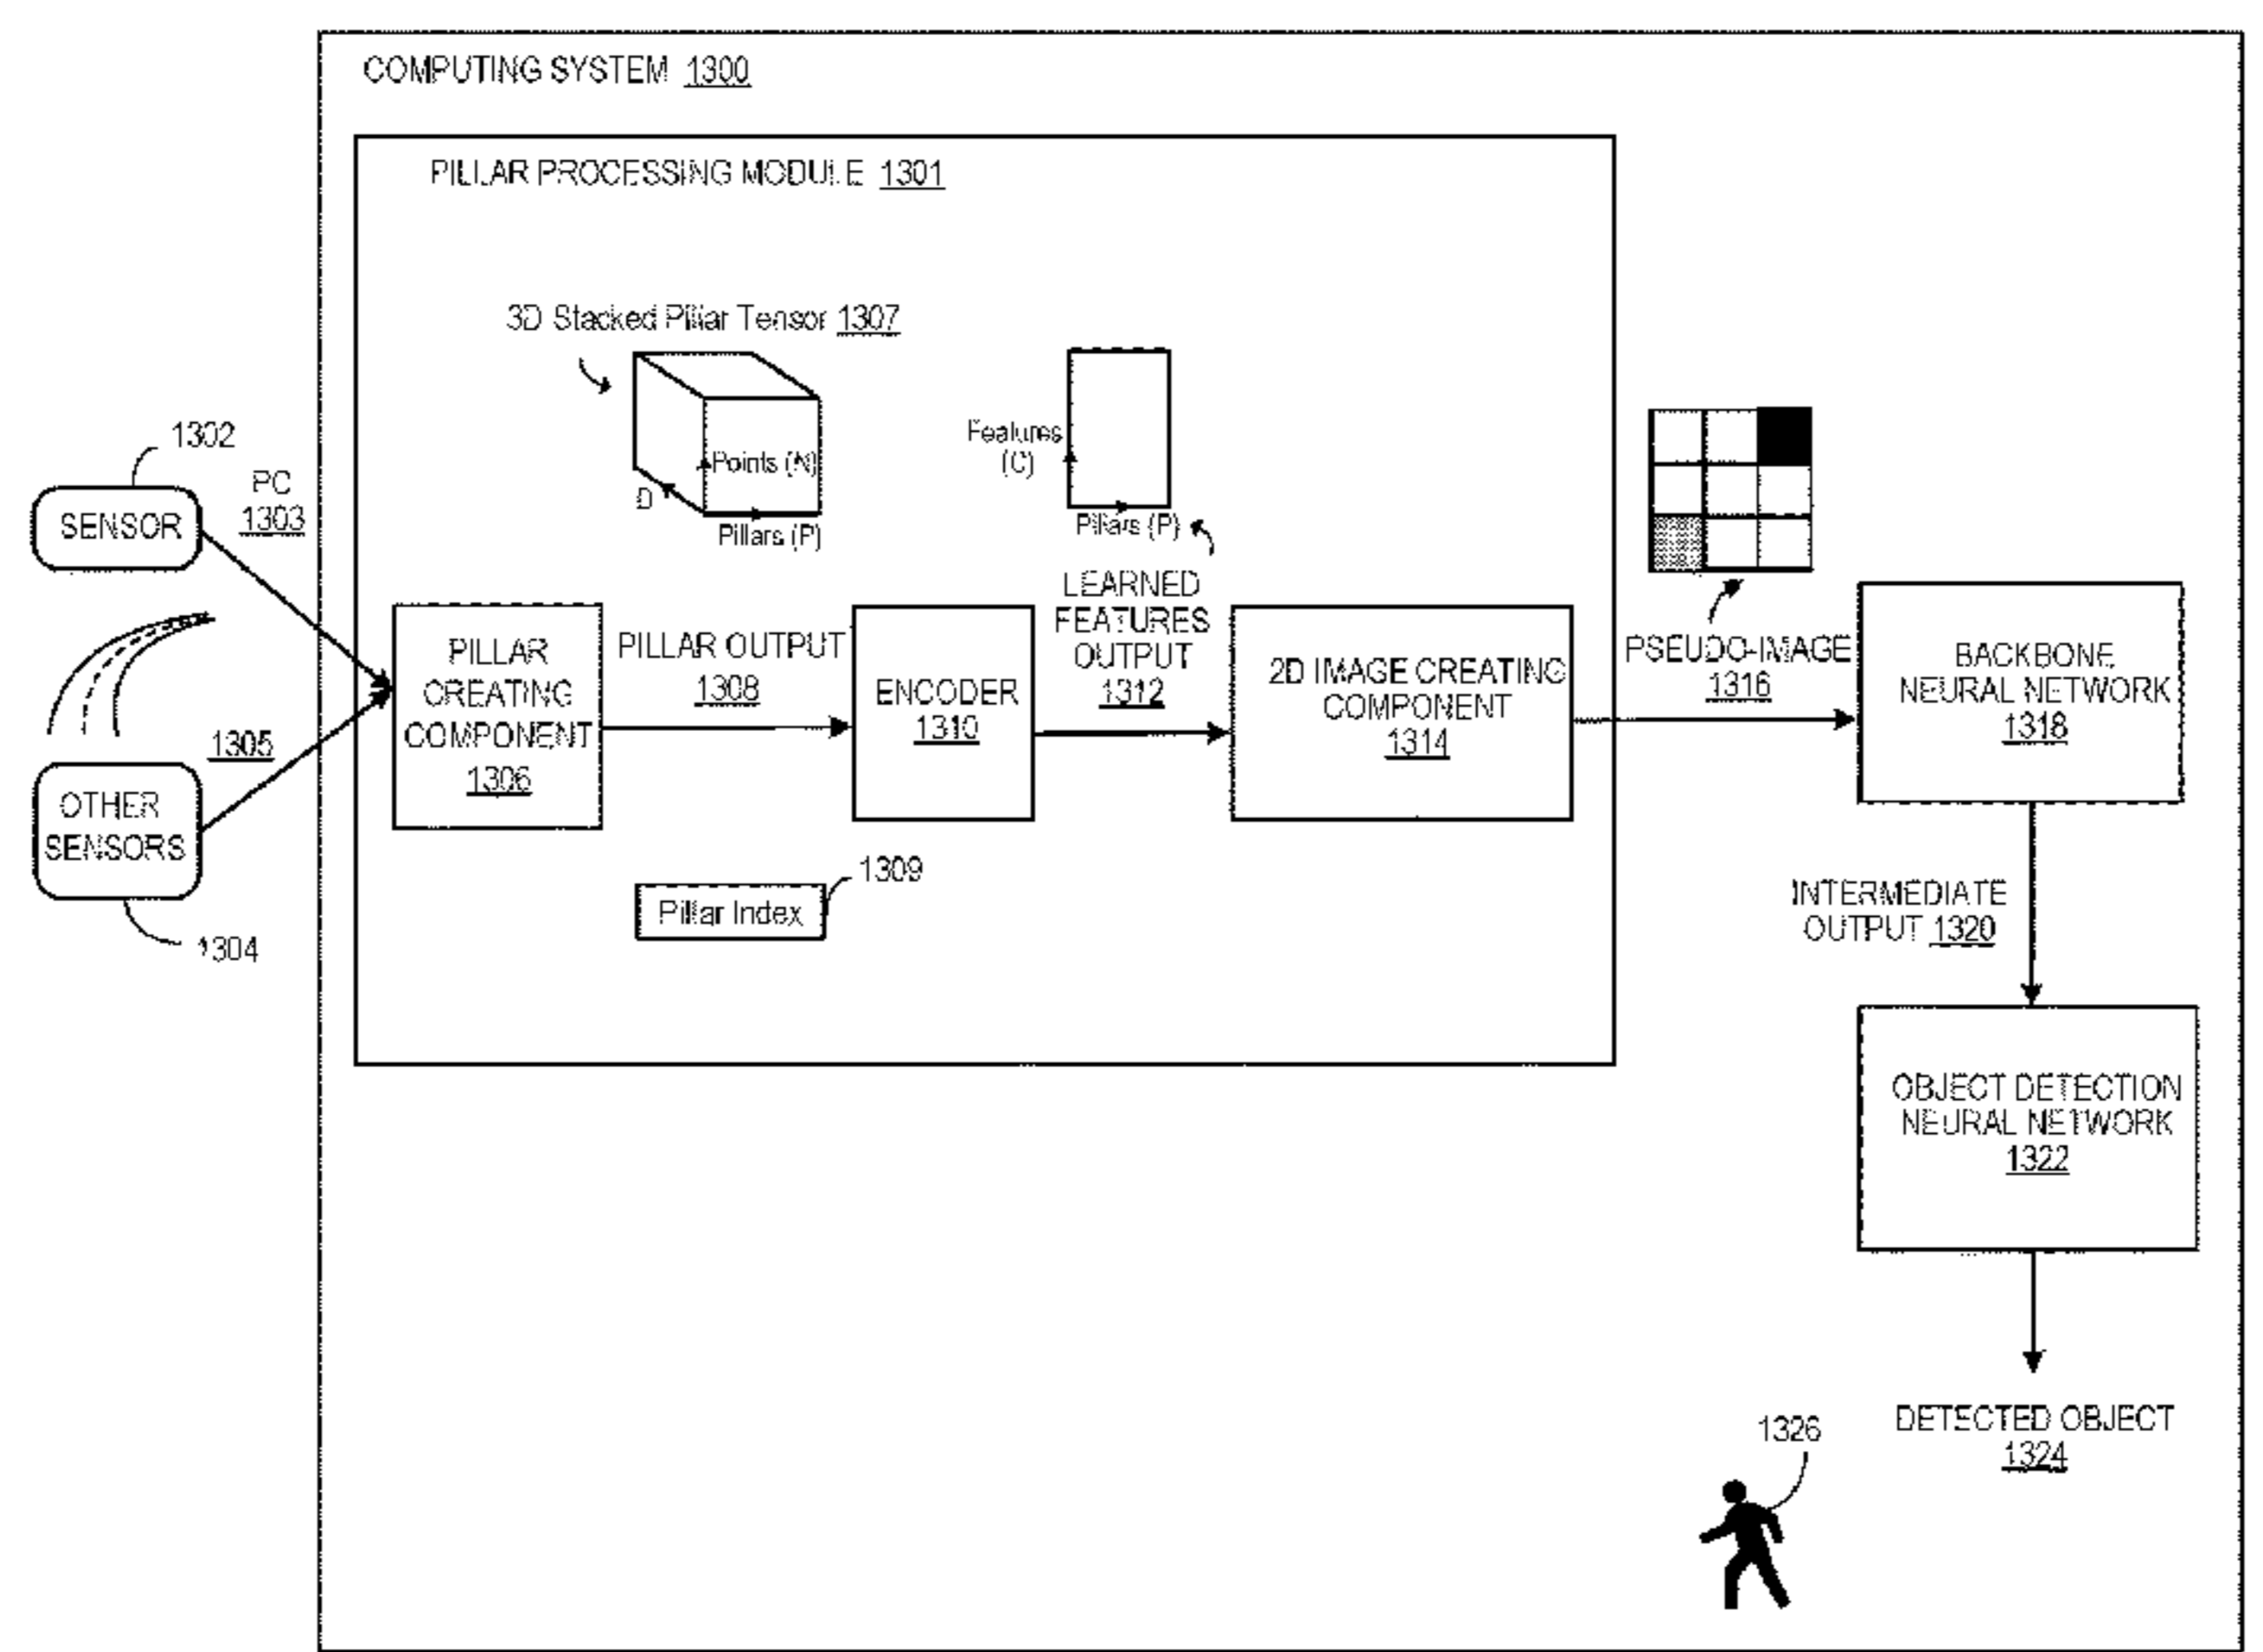 COMPUTING SYSTEM 1300
PILLAR PROCESSING MODULE 1301
3D Stacked Pillar Tensor 1307
Points (N)
D
Pillars (P)
Features
(C)
Pillars (P)
1302
SENSOR
PC
1303
1305
OTHER
SENSORS
1304
PILLAR
CREATING
COMPONENT
1306
PILLAR OUTPUT
1308
Pillar Index
1309
ENCODER
1310
LEARNED
FEATURES
OUTPUT
1312
2D IMAGE CREATING
COMPONENT
1314
PSEUDO-IMAGE
1316
BACKBONE
NEURAL NETWORK
1318
INTERMEDIATE
OUTPUT 1320
OBJECT DETECTION
NEURAL NETWORK
1322
DETECTED OBJECT
1324
1326